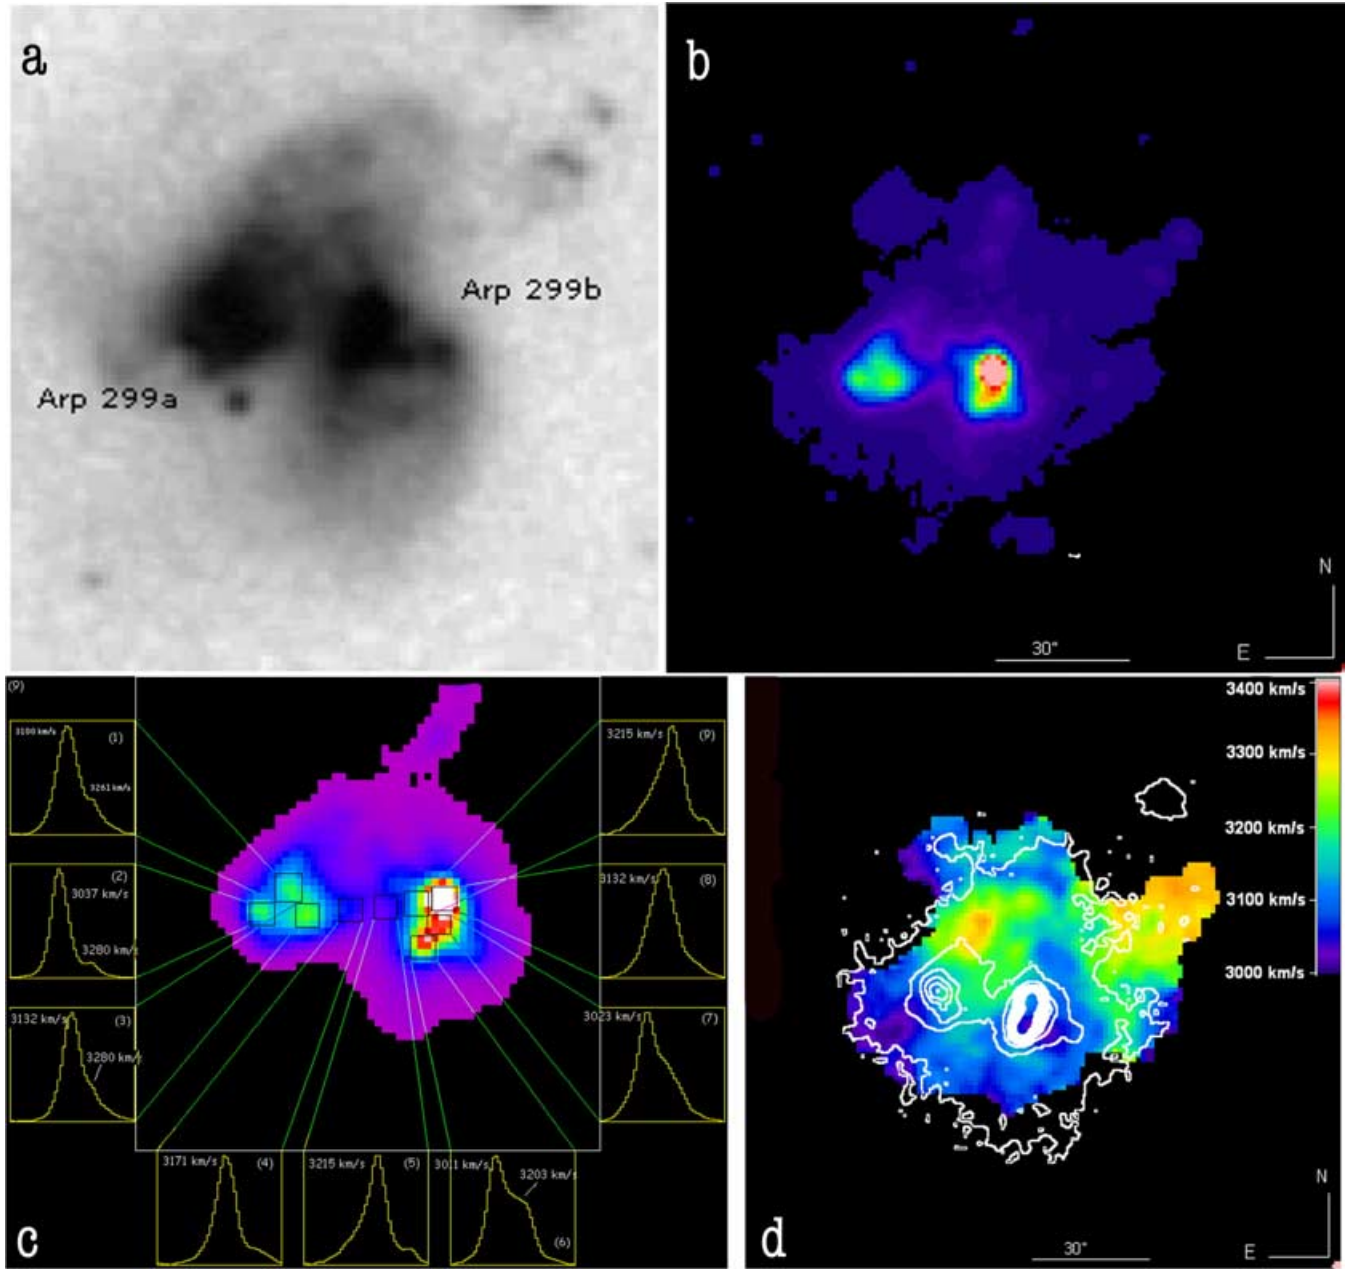 a
Arp 299b
Arp 299a
b
N
30"
E
(9)
3100 km/s
(1)
3261 km/s
(2)
3037 km/s
3280 km/s
3132 km/s
(3)
3280 km/s
3215 km/s
(9)
3132 km/s
(8)
3023 km/s
(7)
3171 km/s
(4)
3215 km/s
(5)
km/s
3203 km/s
(6)
c
3400 km/s
3300 km/s
3200 km/s
3100 km/s
3000 km/s
N
30"
E
d